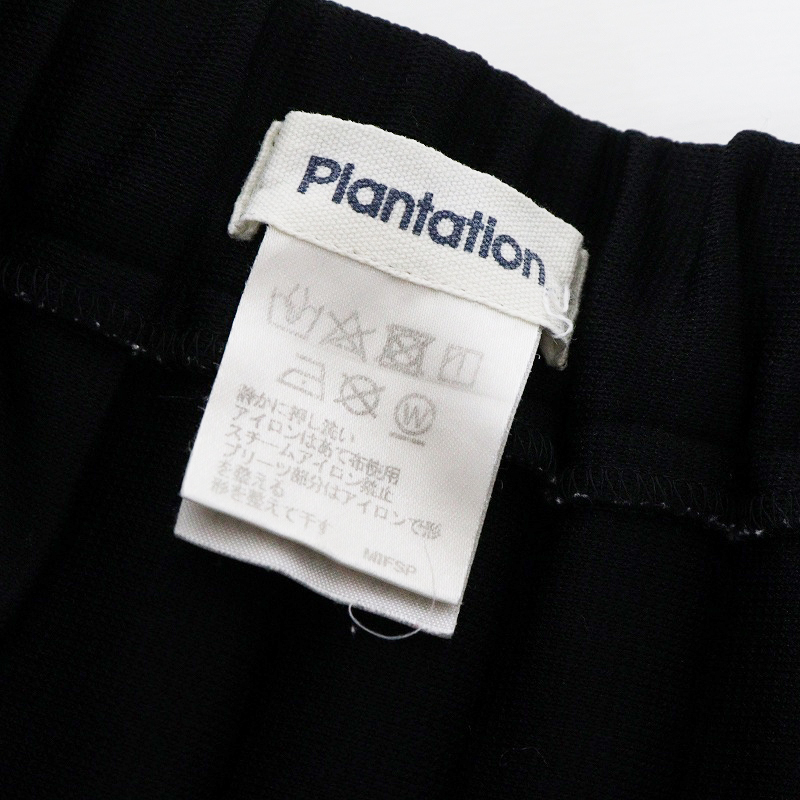 Plantation
W
静かに押し洗い
アイロンはあて布使用
スチームアイロン禁止
プリーツ部分はアイロンで形
を整える
形を整えて干す
MTFSP